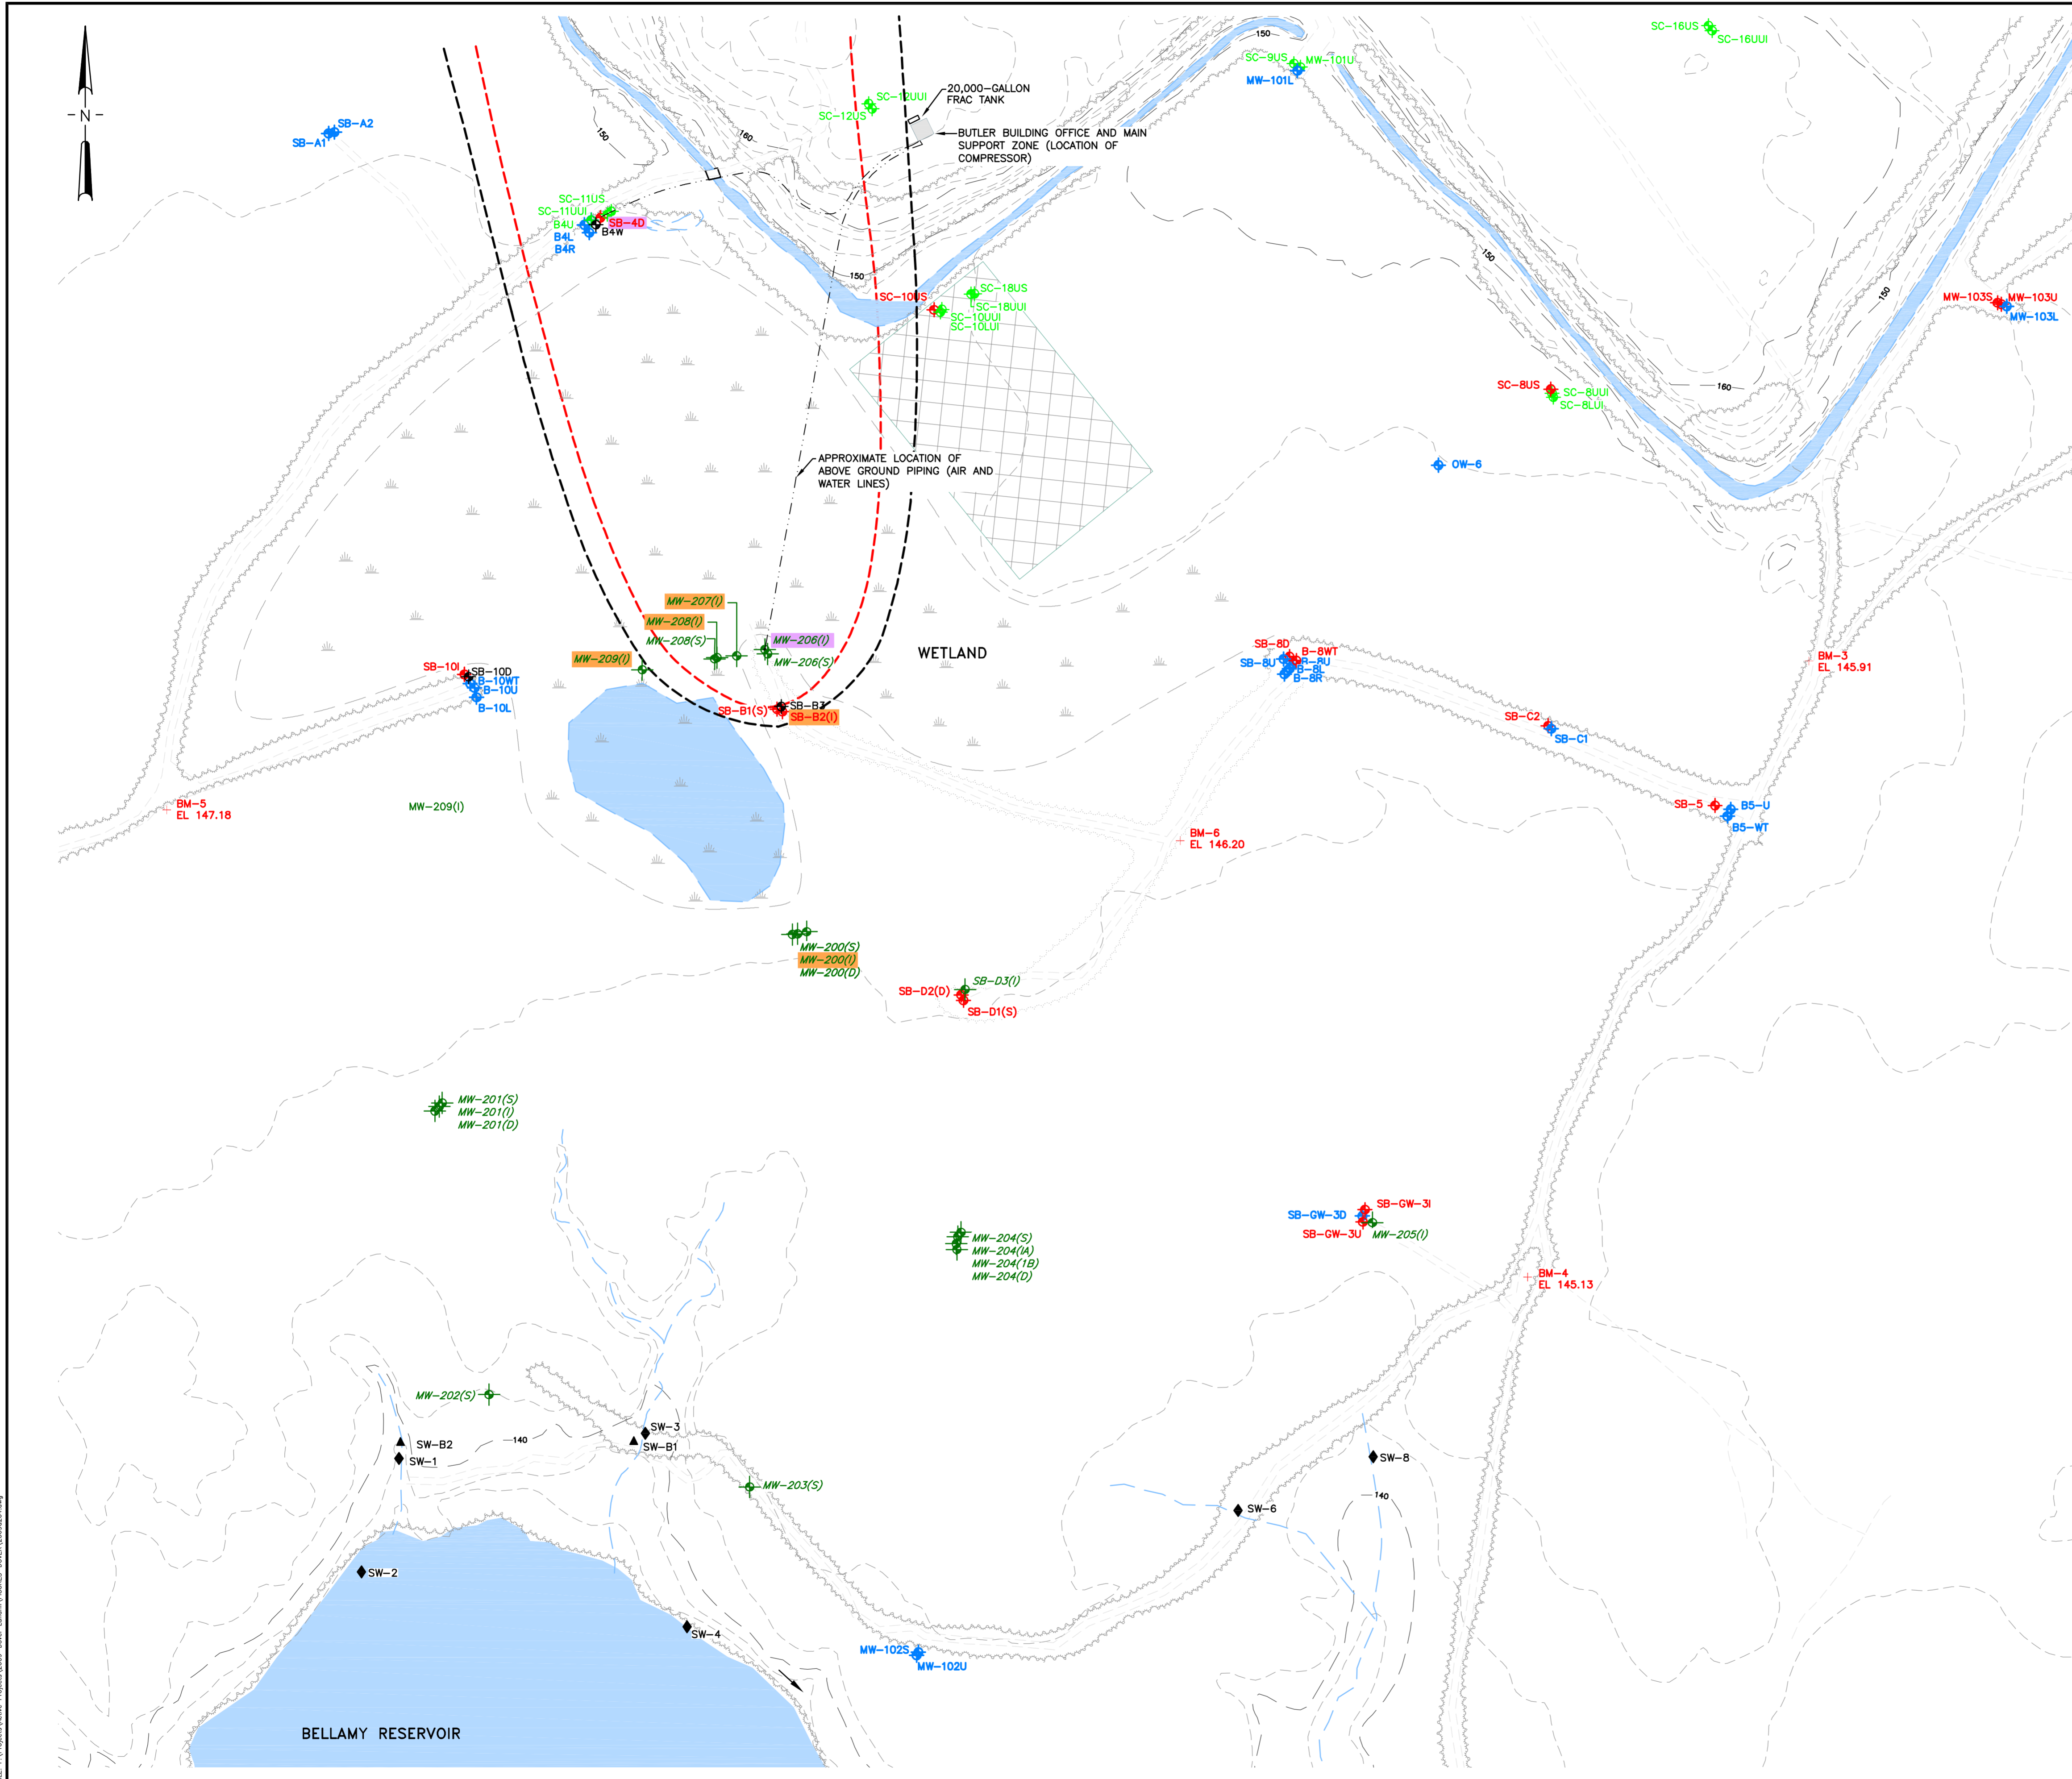 SC-16US
SC-16UUI
150
SC-9US
MW-101U
MW-101L
N
20,000-GALLON
FRAC TANK
SC-12UUI
SC-12US
SB-A2
SB-A1
150
160
BUTLER BUILDING OFFICE AND MAIN
SUPPORT ZONE (LOCATION OF
COMPRESSOR)
SC-11US
SC-11UUI
B4U
SB-4D
B4W
B4L
B4R
150
150
150
SC-10US
SC-18US
SC-18UUI
SC-10UUI
SC-10LUI
MW-103S
MW-103U
MW-103L
SC-8US
SC-8UUI
SC-8LUI
160
APPROXIMATE LOCATION OF
ABOVE GROUND PIPING (AIR AND
WATER LINES)
OW-6
MW-207(I)
MW-208(I)
MW-208(S)
MW-206(I)
MW-209(I)
MW-206(S)
WETLAND
SB-8D
B-8WT
SB-8U
B-8U
B-8L
B-8R
BM-3
EL 145.91
SB-10I
SB-10D
B-10WT
B-10U
B-10L
SB-B1(S)
SB-B3
SB-B2(I)
SB-C2
SB-C1
BM-5
EL 147.18
MW-209(I)
SB-5
B5-U
B5-WT
BM-6
EL 146.20
MW-200(S)
MW-200(I)
MW-200(D)
SB-D3(I)
SB-D2(D)
SB-D1(S)
MW-201(S)
MW-201(I)
MW-201(D)
SB-GW-3I
SB-GW-3D
SB-GW-3U
MW-205(I)
MW-204(S)
MW-204(IA)
MW-204(1B)
MW-204(D)
BM-4
EL 145.13
MW-202(S)
SW-3
SW-B2
140
SW-B1
SW-1
SW-8
MW-203(S)
140
SW-6
SW-2
SW-4
MW-102S
MW-102U
BELLAMY RESERVOIR